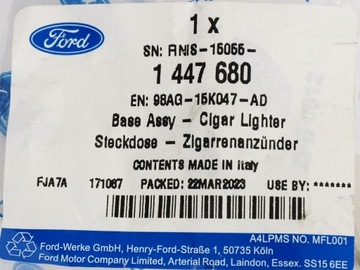 1 x
Ford
SN: FINIS-15055-
1 447 680
EN: 98AG-15K047-AD
Base Assy - Cigar Lighter
Steckdose - Zigarrenanzünder
CONTENTS MADE IN Italy
FJA7A 171087 PACKED: 22MAR2023 USE BY: *******
A4LPMS NO. MFL001
Ford-Werke GmbH, Henry-Ford-Straße 1, 50735 Köln
Ford Motor Company Limited, Arterial Road, Laindon, Essex. SS15 6EE